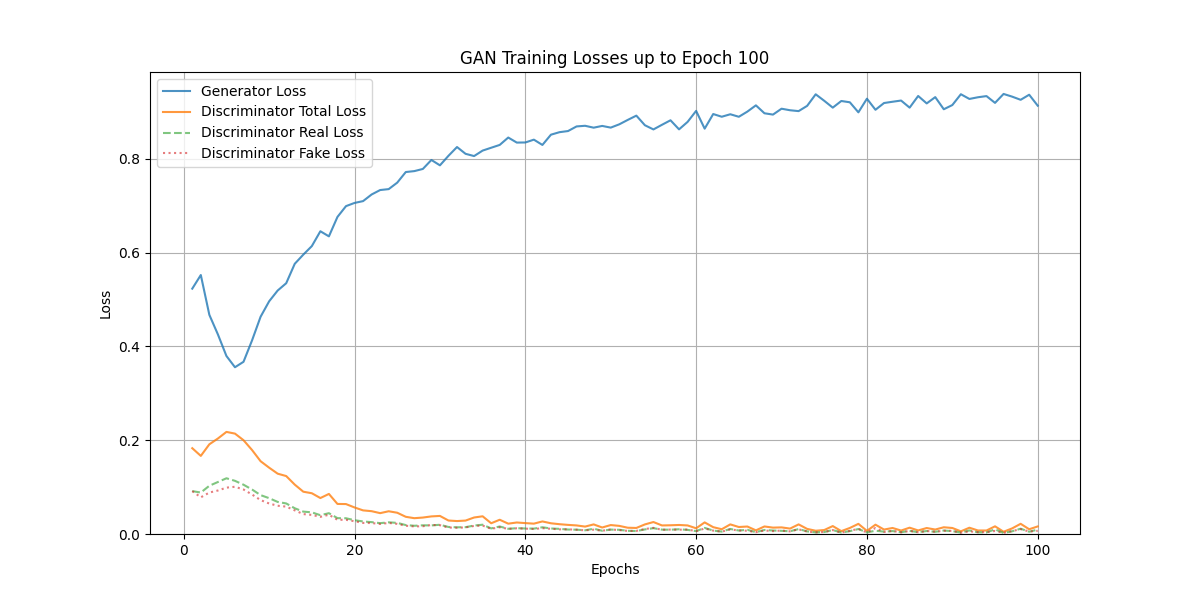 GAN Training Losses up to Epoch 100
Generator Loss
Discriminator Total Loss
Discriminator Real Loss
Discriminator Fake Loss
Loss
0.8
0.6
0.4
0.2
0.0
0 20 40 60 80 100
Epochs